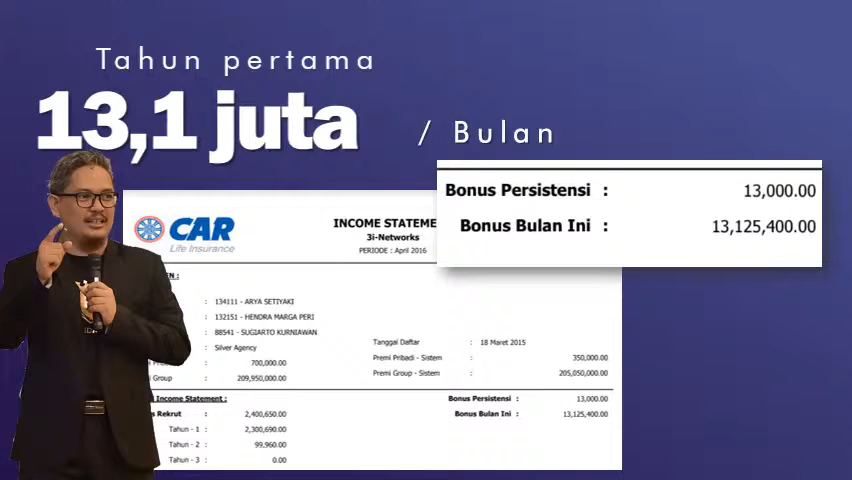 Tahun pertama
13,1 juta
/ Bulan
Bonus Persistensi : 13,000.00
Bonus Bulan Ini : 13,125,400.00
CAR
Life Insurance
INCOME STATEME
3i-Networks
PERIODE : April 2016
: 134111 - ARYA SETIYAKI
: 132151 - HENDRA MARGA PERI
: 88541 - SUGIARTO KURNIAWAN
: Silver Agency
Tanggal Daftar : 18 Maret 2015
: 700,000.00
Premi Pribadi - Sistem : 350,000.00
Group : 209,950,000.00
Premi Group - Sistem : 205,050,000.00
Income Statement :
Bonus Persistensi : 13,000.00
Rekrut : 2,400,650.00
Bonus Bulan Ini : 13,125,400.00
Tahun - 1 : 2,300,690.00
Tahun - 2 : 99,960.00
Tahun - 3 : 0.00